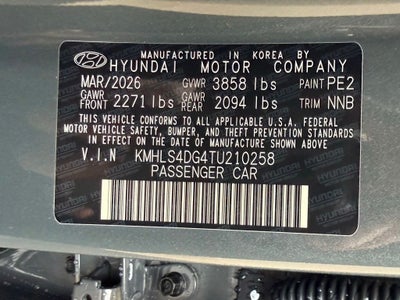 MANUFACTURED IN KOREA BY
HYUNDAI MOTOR COMPANY
MAR/2026 GVWR 3858 lbs PAINT PE2
GAWR FRONT 2271 lbs GAWR REAR 2094 lbs TRIM NNB
THIS VEHICLE CONFORMS TO ALL APPLICABLE U.S.A. FEDERAL
MOTOR VEHICLE SAFETY, BUMPER, AND THEFT PREVENTION
STANDARDS IN EFFECT ON THE DATE OF MANUFACTURE
SHOWN ABOVE.
V.I.N KMHLS4DG4TU210258
PASSENGER CAR